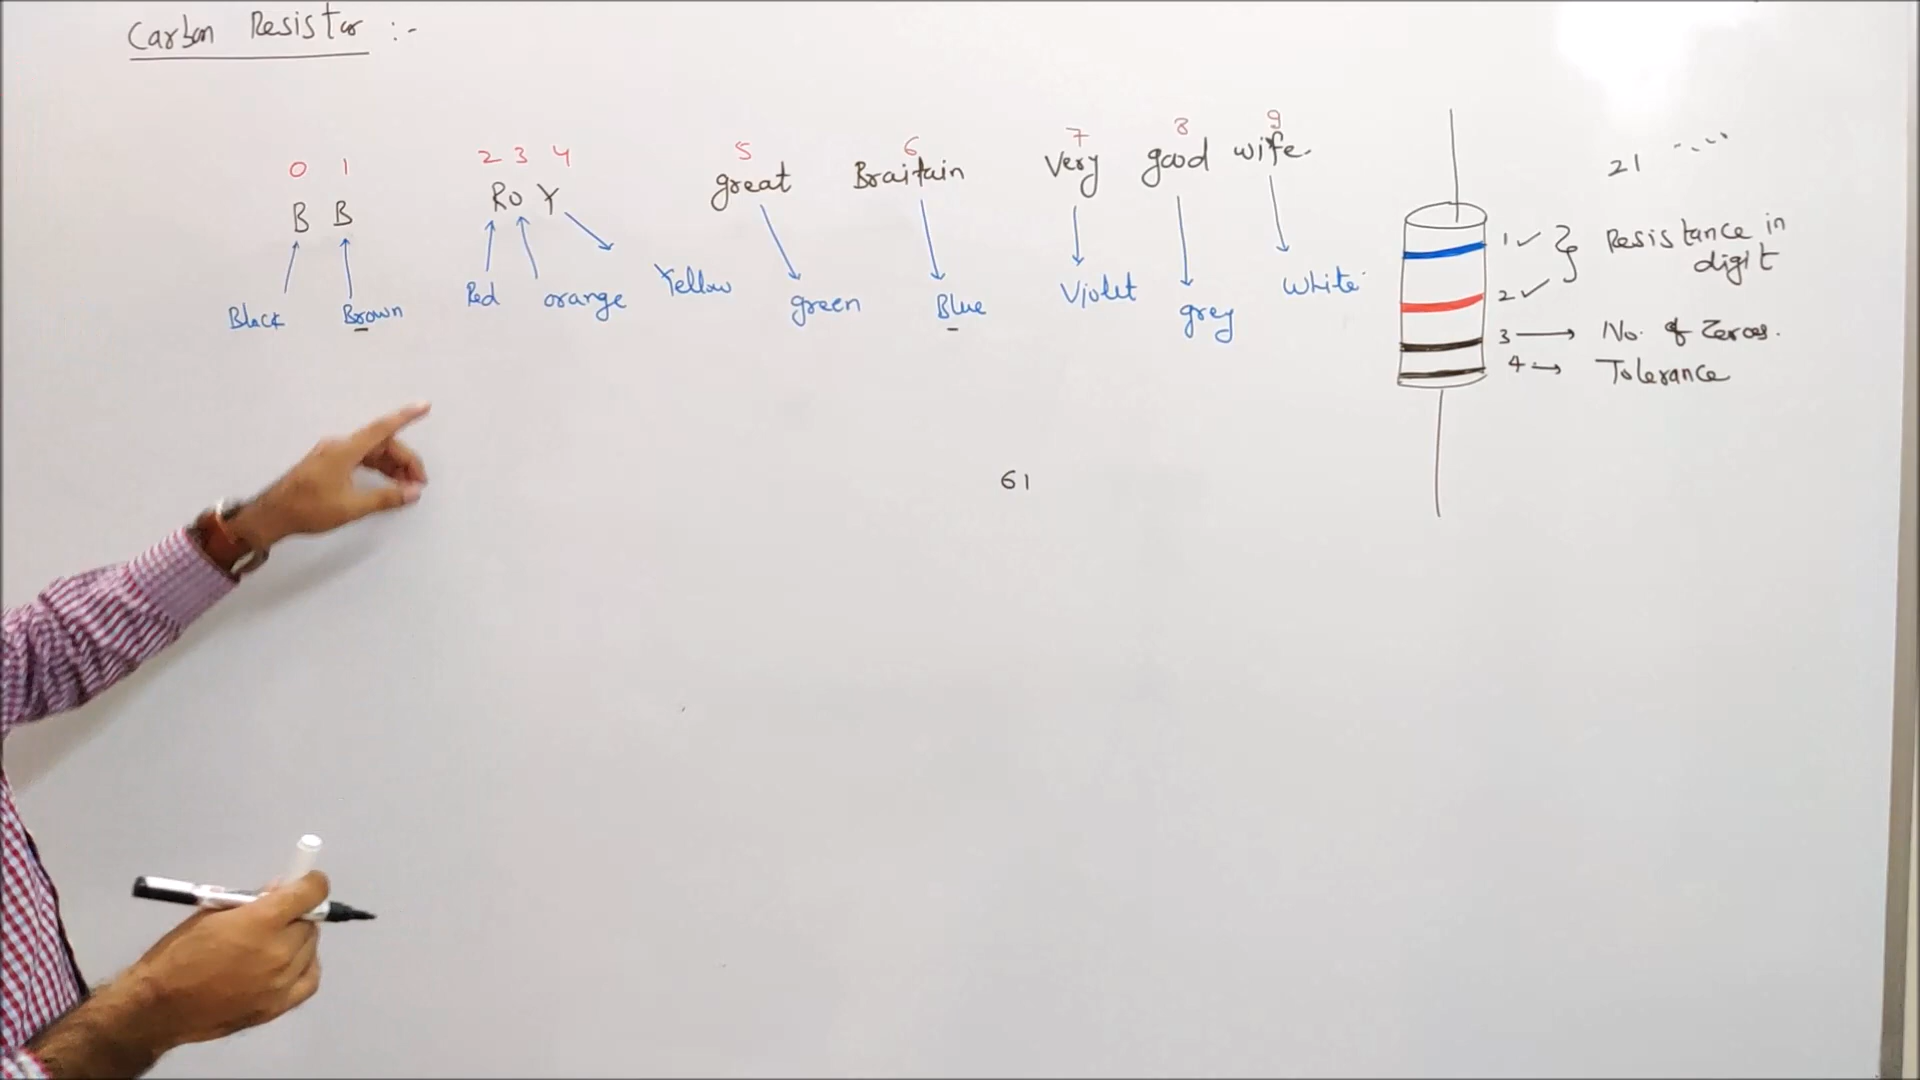 Carbon Resistor :-
0 1 2 3 4 5 6 7 8 9
B B Ro Y great Braitain Very good wife.
Black Brown Red orange Yellow green Blue Violet grey White
21 .....
1 ✓ 2 ✓ } Resistance in digit
3 → No. of Zeroes.
4 → Tolerance
61